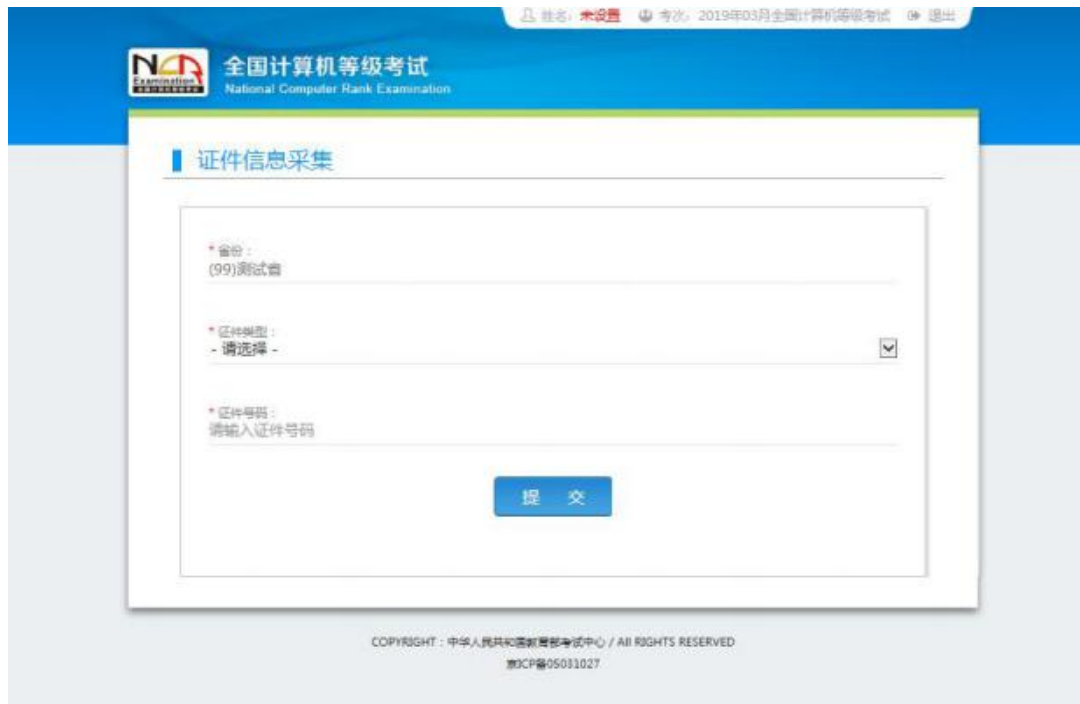 姓名：未设置 考次：2019年03月全国计算机等级考试 退出
NCR
Examination
全国计算机等级考试
National Computer Rank Examination
证件信息采集
* 省份：
(99)测试省
* 证件类型：
- 请选择 -
* 证件号码：
请输入证件号码
提 交
COPYRIGHT：中华人民共和国教育部考试中心 / All RIGHTS RESERVED
京ICP备05031027